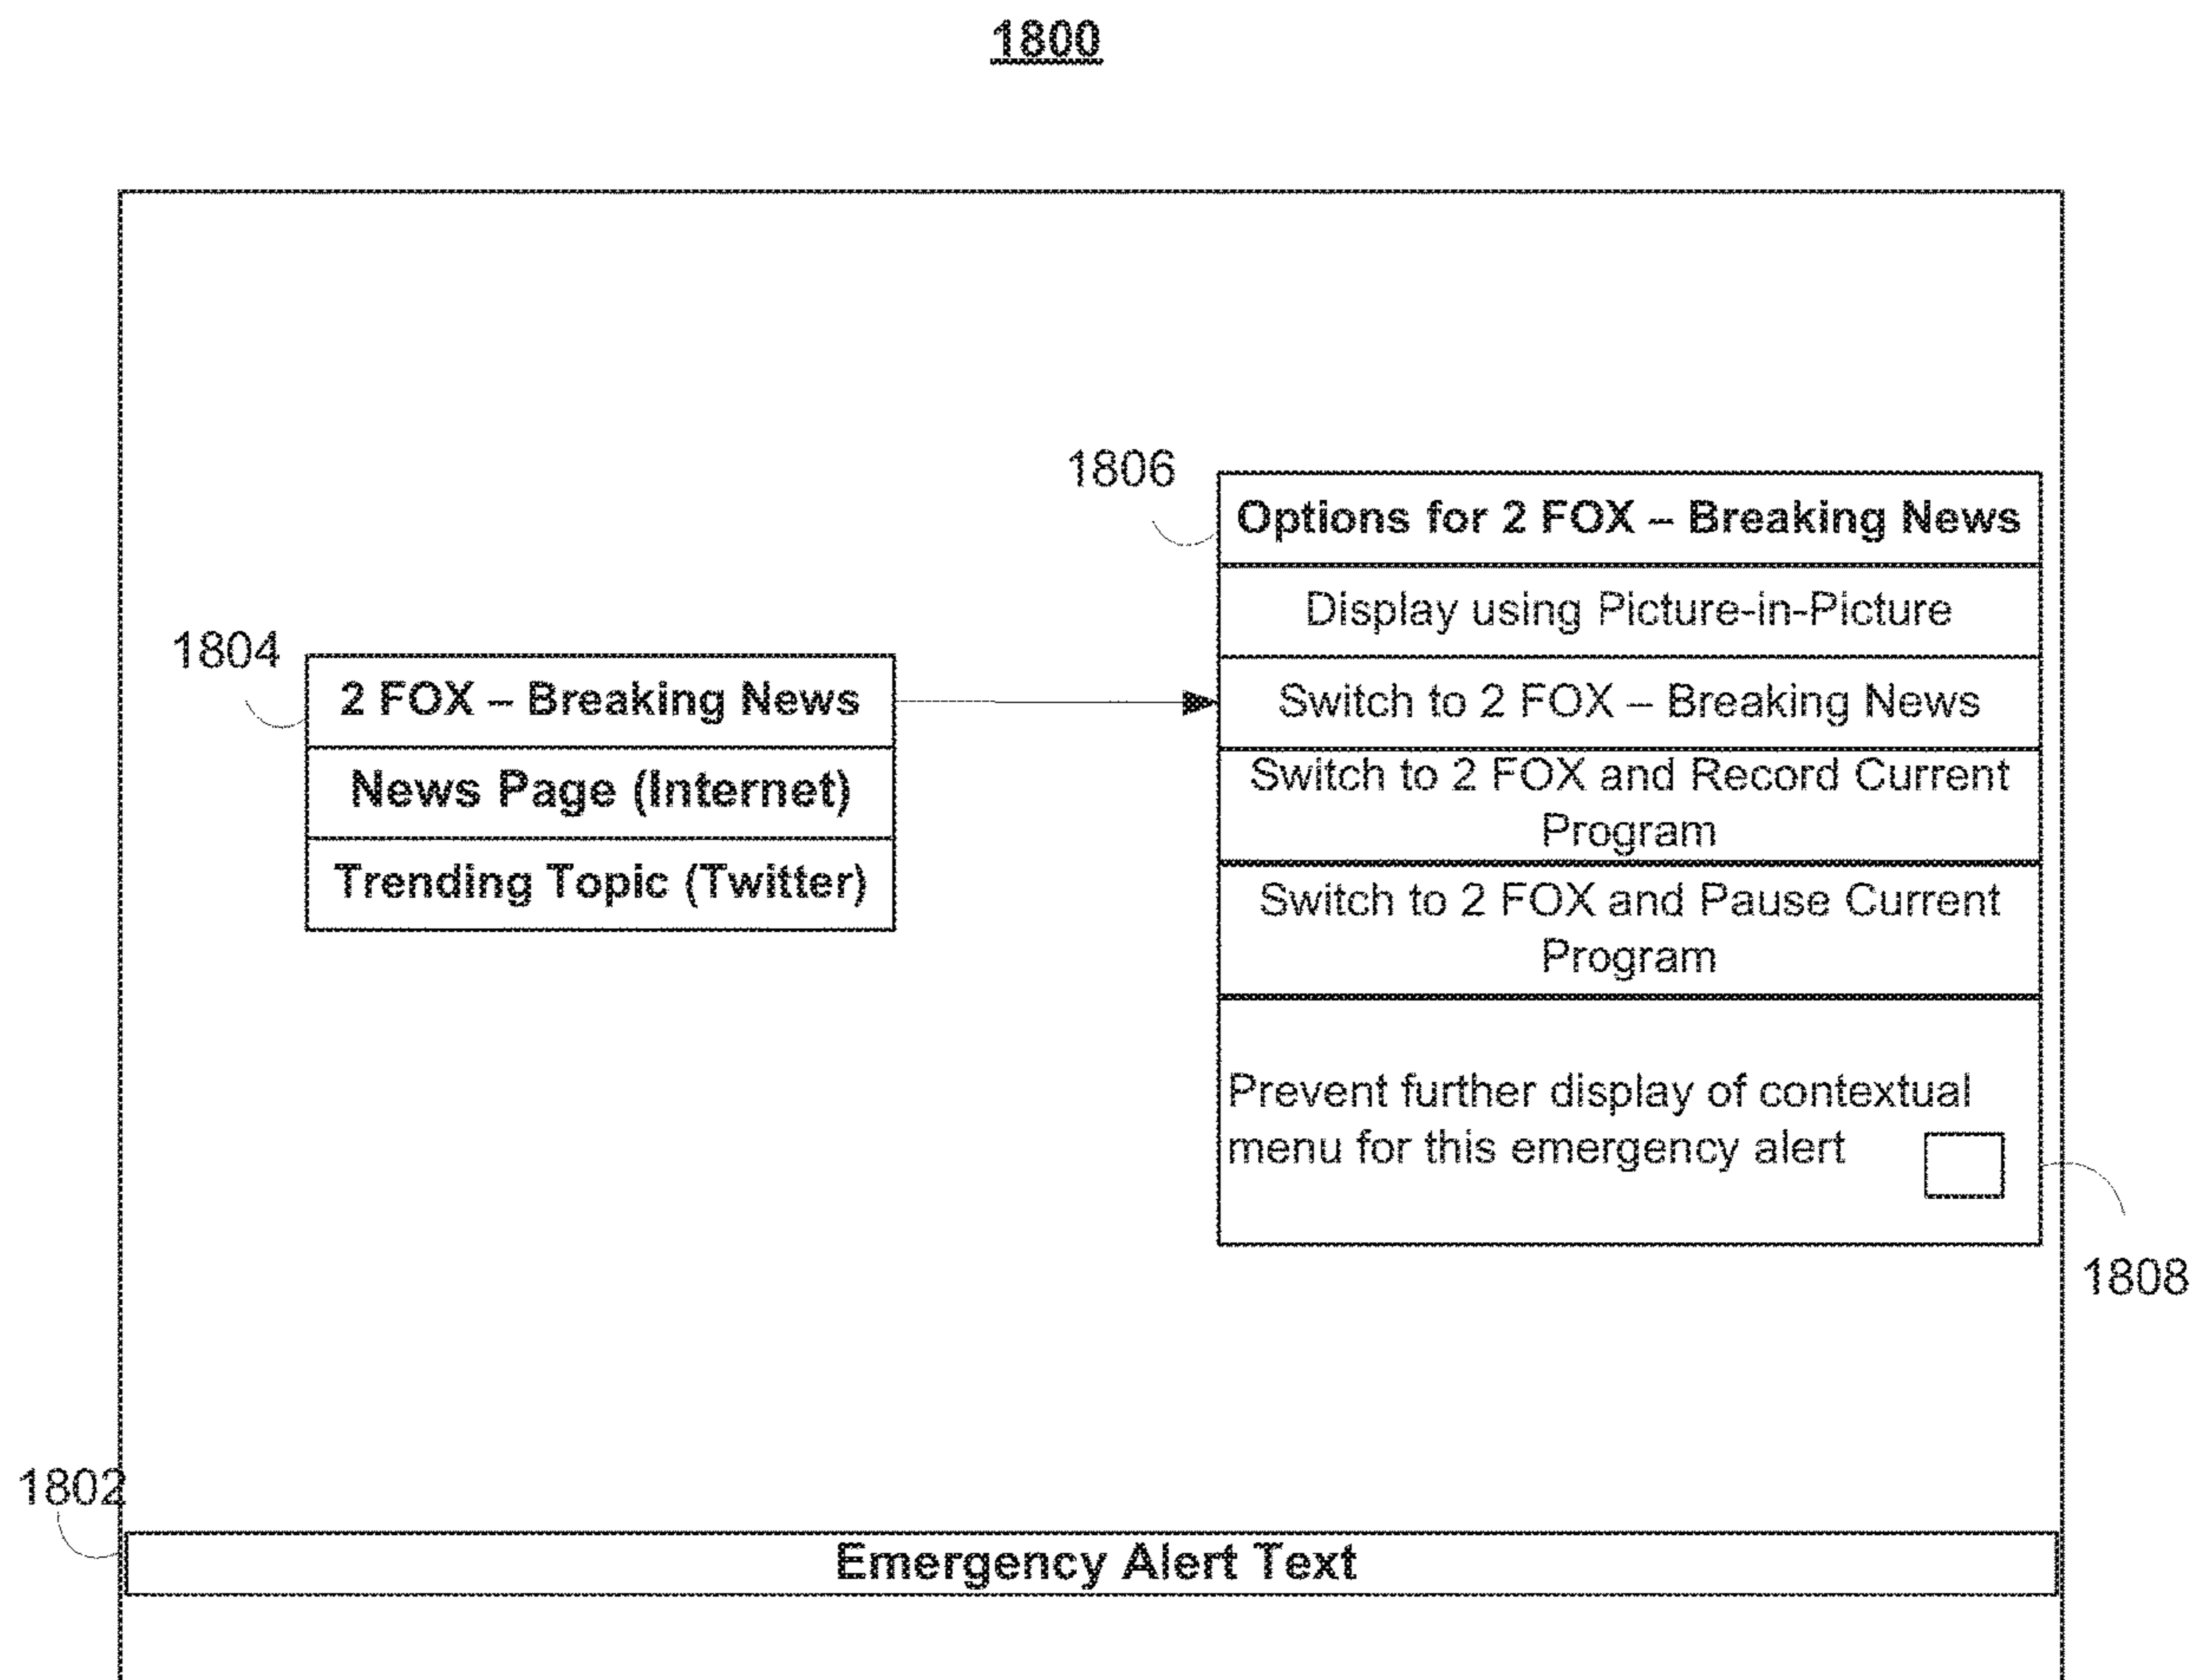 1800
1806
Options for 2 FOX – Breaking News
Display using Picture-in-Picture
1804
2 FOX – Breaking News
Switch to 2 FOX – Breaking News
News Page (Internet)
Switch to 2 FOX and Record Current
Program
Trending Topic (Twitter)
Switch to 2 FOX and Pause Current
Program
Prevent further display of contextual
menu for this emergency alert
1808
1802
Emergency Alert Text